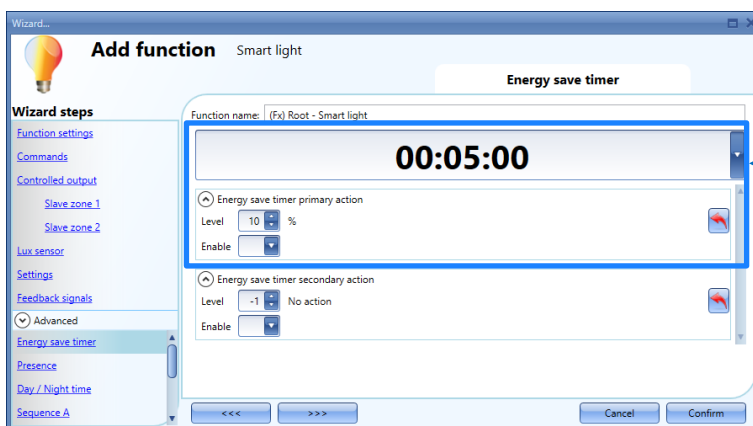 Wizard...
Add function Smart light
Energy save timer
Wizard steps
Function settings
Commands
Controlled output
Slave zone 1
Slave zone 2
Lux sensor
Settings
Feedback signals
Advanced
Energy save timer
Presence
Day / Night time
Sequence A
Function name: (Fx) Root - Smart light
00:05:00
Energy save timer primary action
Level 10 %
Enable
Energy save timer secondary action
Level -1 No action
Enable
<<< >>> Cancel Confirm